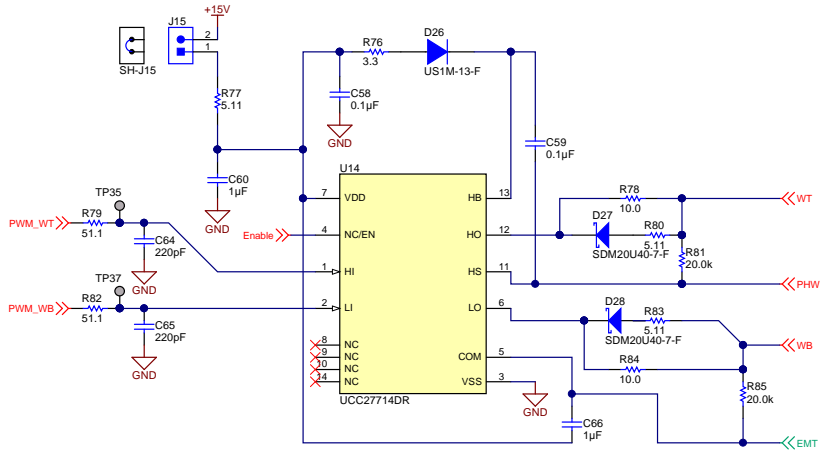 +15V
J15
2
1
SH-J15
R77
5.11
C60
1µF
GND
R76
3.3
D26
US1M-13-F
C58
0.1µF
GND
C59
0.1µF
U14
7 VDD HB 13
4 NC/EN HO 12
1 HI HS 11
2 LI LO 6
8 NC
9 NC COM 5
10 NC
14 NC VSS 3
UCC27714DR
Enable
TP35
PWM_WT R79
51.1
C64
220pF
GND
TP37
PWM_WB R82
51.1
C65
220pF
GND
R78
10.0
WT
D27
R80
5.11
SDM20U40-7-F
R81
20.0k
PHW
D28
R83
5.11
SDM20U40-7-F
WB
R84
10.0
R85
20.0k
GND
C66
1µF
EMT